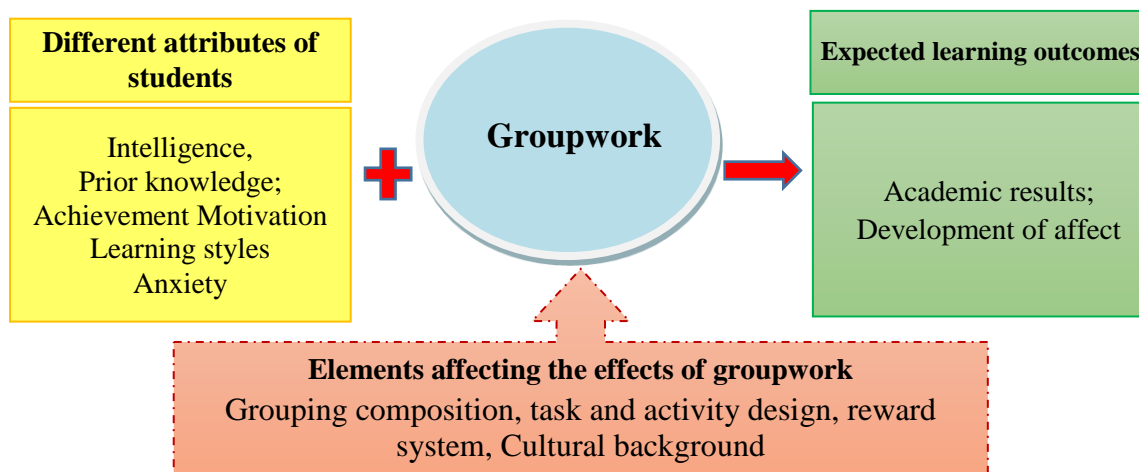 Different attributes of
students
Intelligence,
Prior knowledge;
Achievement Motivation
Learning styles
Anxiety
Groupwork
Expected learning outcomes
Academic results;
Development of affect
Elements affecting the effects of groupwork
Grouping composition, task and activity design, reward
system, Cultural background